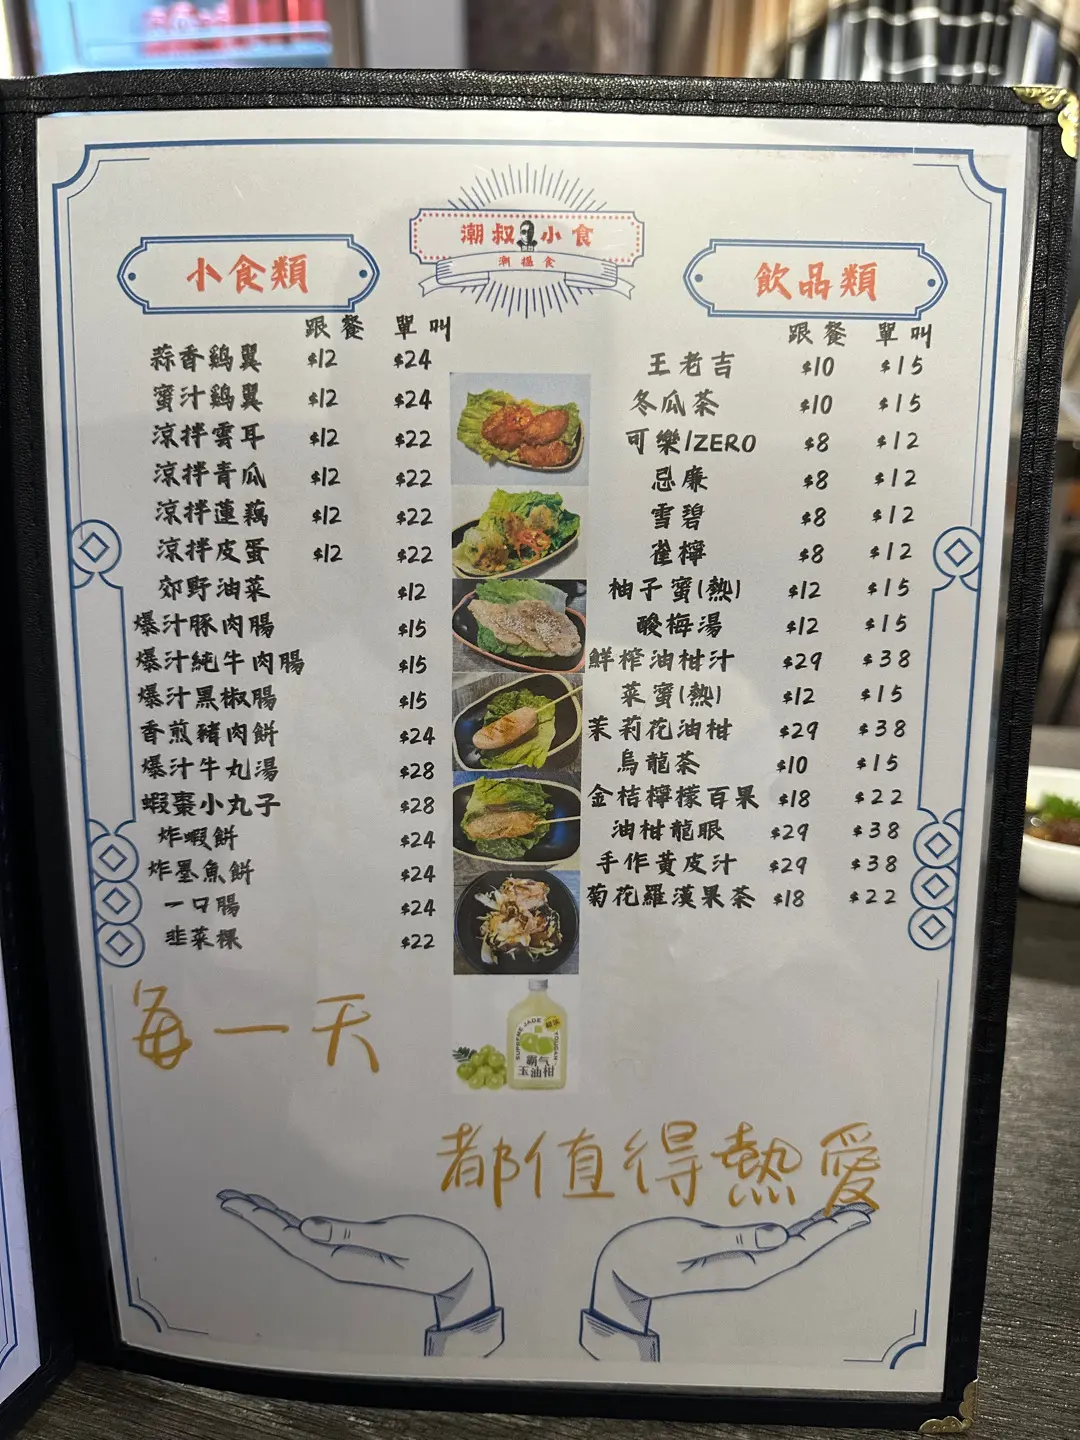 潮叔小食
潮搵食
小食類
跟餐 單叫
蒜香鷄翼 $12 $24
蜜汁鷄翼 $12 $24
涼拌雲耳 $12 $22
涼拌青瓜 $12 $22
涼拌蓮藕 $12 $22
涼拌皮蛋 $12 $22
郊野油菜 $12
爆汁豚肉腸 $15
爆汁純牛肉腸 $15
爆汁黑椒腸 $15
香煎豬肉餅 $24
爆汁牛丸湯 $28
蝦棗小丸子 $28
炸蝦餅 $24
炸墨魚餅 $24
一口腸 $24
韭菜粿 $22
飲品類
跟餐 單叫
王老吉 $10 $15
冬瓜茶 $10 $15
可樂/ZERO $8 $12
忌廉 $8 $12
雪碧 $8 $12
雀檸 $8 $12
柚子蜜(熱) $12 $15
酸梅湯 $12 $15
鮮榨油柑汁 $29 $38
菜蜜(熱) $12 $15
茉莉花油柑 $29 $38
烏龍茶 $10 $15
金桔檸檬百果 $18 $22
油柑龍眼 $29 $38
手作黃皮汁 $29 $38
菊花羅漢果茶 $18 $22
SUPREME JADE YOUGAN
霸气
玉油柑
每一天
都值得熱愛